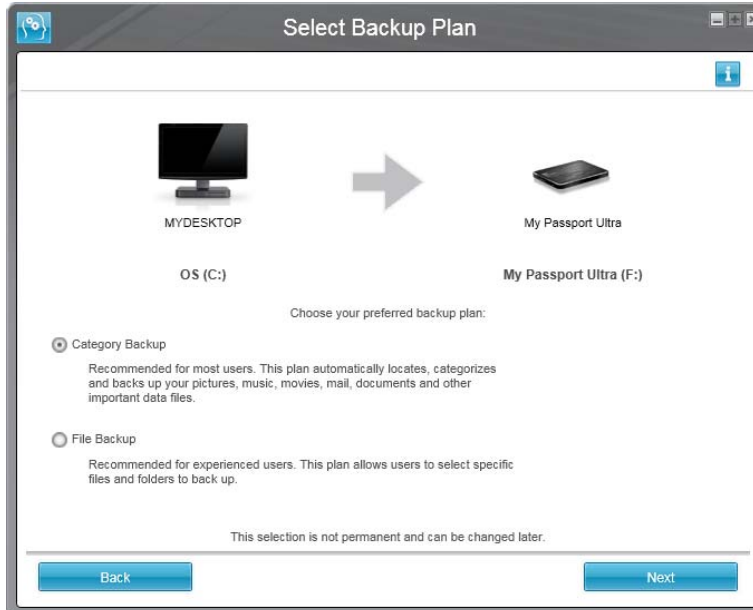 Select Backup Plan
MYDESKTOP
My Passport Ultra
OS (C:)
My Passport Ultra (F:)
Choose your preferred backup plan:
Category Backup
Recommended for most users. This plan automatically locates, categorizes
and backs up your pictures, music, movies, mail, documents and other
important data files.
File Backup
Recommended for experienced users. This plan allows users to select specific
files and folders to back up.
This selection is not permanent and can be changed later.
Back
Next